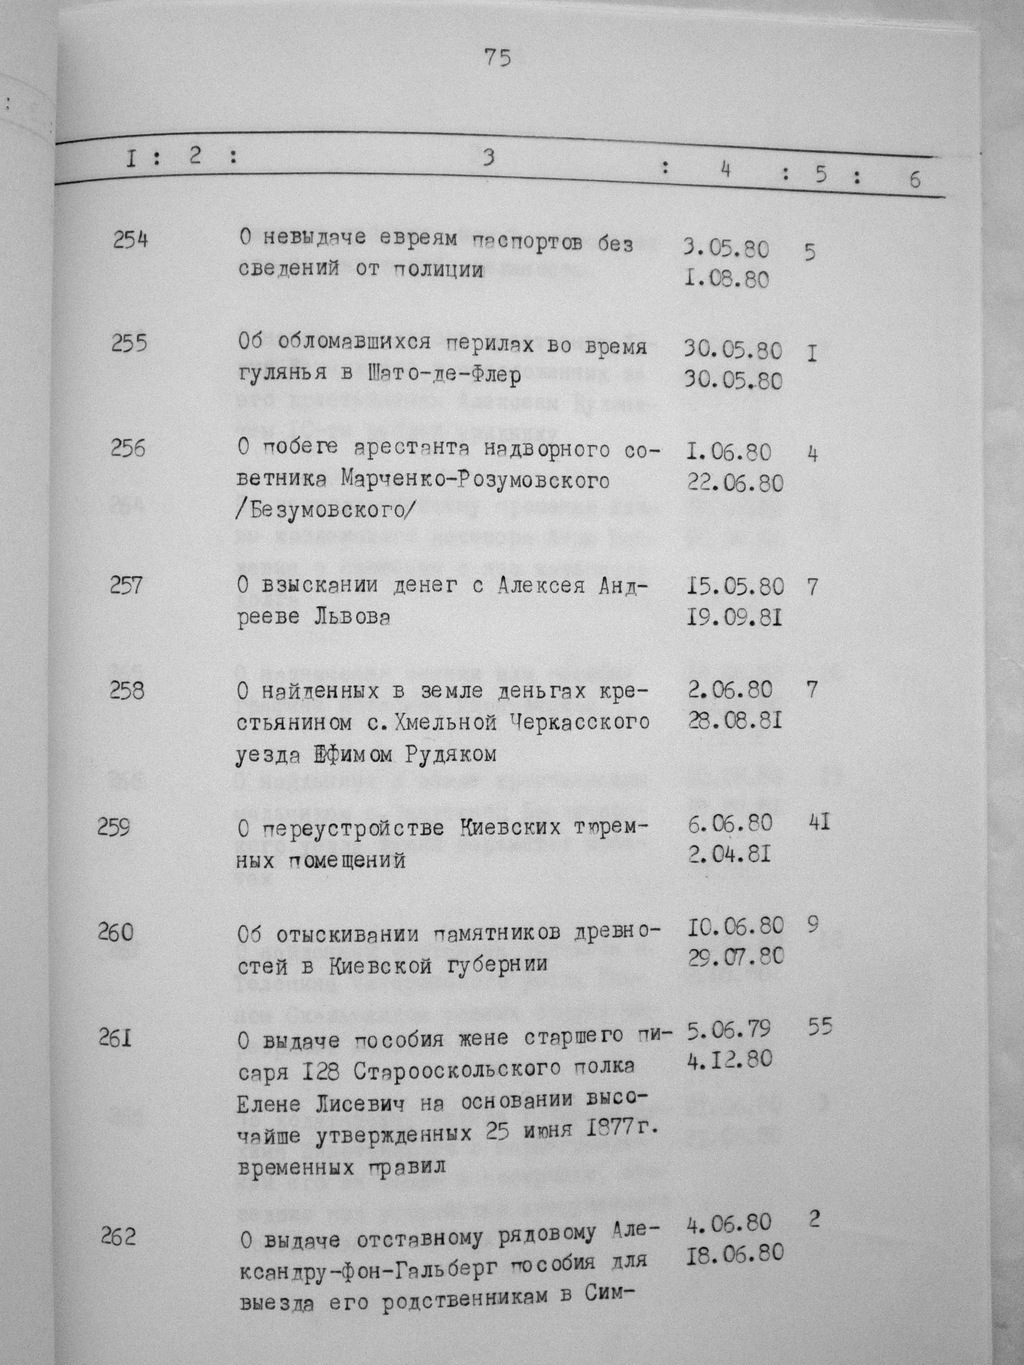 75
I : 2 : 3 : 4 : 5 : 6
254 О невыдаче евреям паспортов без 3.05.80 5
сведений от полиции I.08.80
255 Об обломавшихся перилах во время 30.05.80 I
гулянья в Шато-де-Флер 30.05.80
256 О побеге арестанта надворного со- I.06.80 4
ветника Марченко-Розумовского 22.06.80
/Безумовского/
257 О взыскании денег с Алексея Анд- I5.05.80 7
рееве Львова I9.09.8I
258 О найденных в земле деньгах кре- 2.06.80 7
стьянином с.Хмельной Черкасского 28.08.8I
уезда Ефимом Рудяком
259 О переустройстве Киевских тюрем- 6.06.80 4I
ных помещений 2.04.8I
260 Об отыскивании памятников древно- I0.06.80 9
стей в Киевской губернии 29.07.80
26I О выдаче пособия жене старшего пи- 5.06.79 55
саря I28 Старооскольского полка 4.I2.80
Елене Лисевич на основании высо-
чайше утвержденных 25 июня I877г.
временных правил
262 О выдаче отставному рядовому Але- 4.06.80 2
ксандру-фон-Гальберг пособия для I8.06.80
выезда его родственникам в Сим-